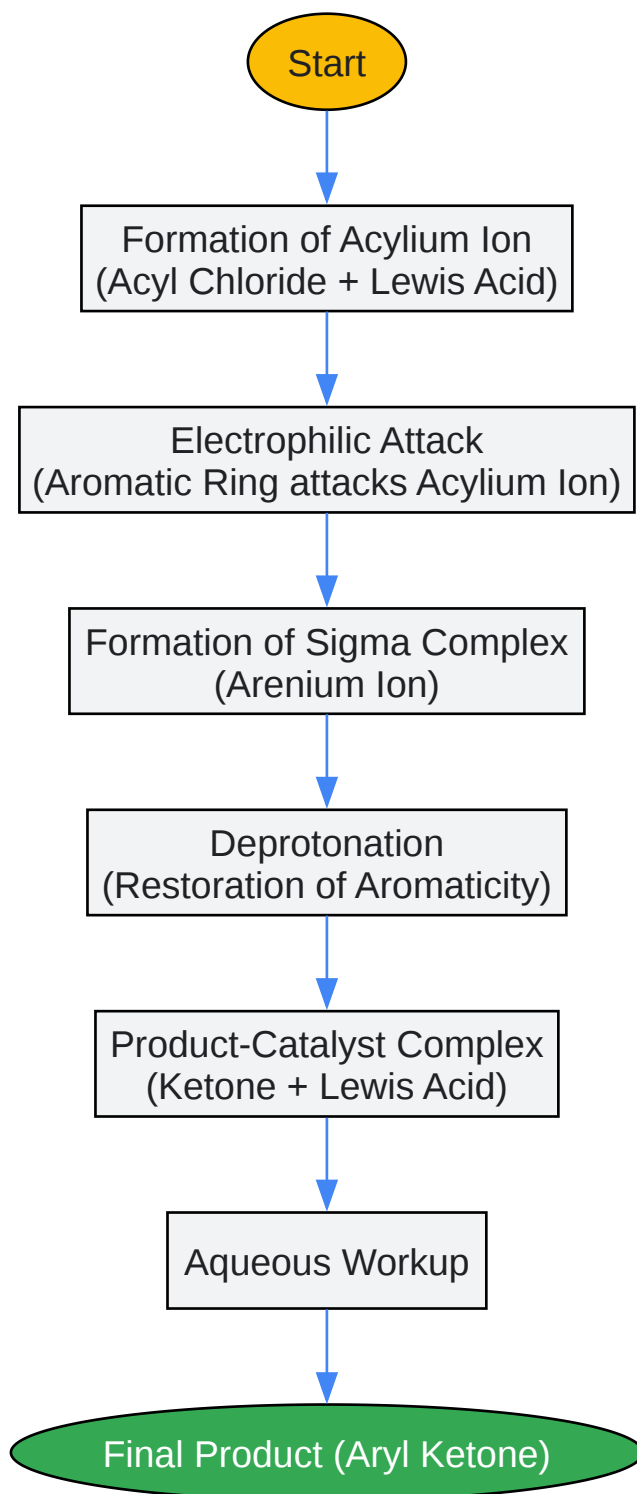 Start
Formation of Acylium Ion
(Acyl Chloride + Lewis Acid)
Electrophilic Attack
(Aromatic Ring attacks Acylium Ion)
Formation of Sigma Complex
(Arenium Ion)
Deprotonation
(Restoration of Aromaticity)
Product-Catalyst Complex
(Ketone + Lewis Acid)
Aqueous Workup
Final Product (Aryl Ketone)